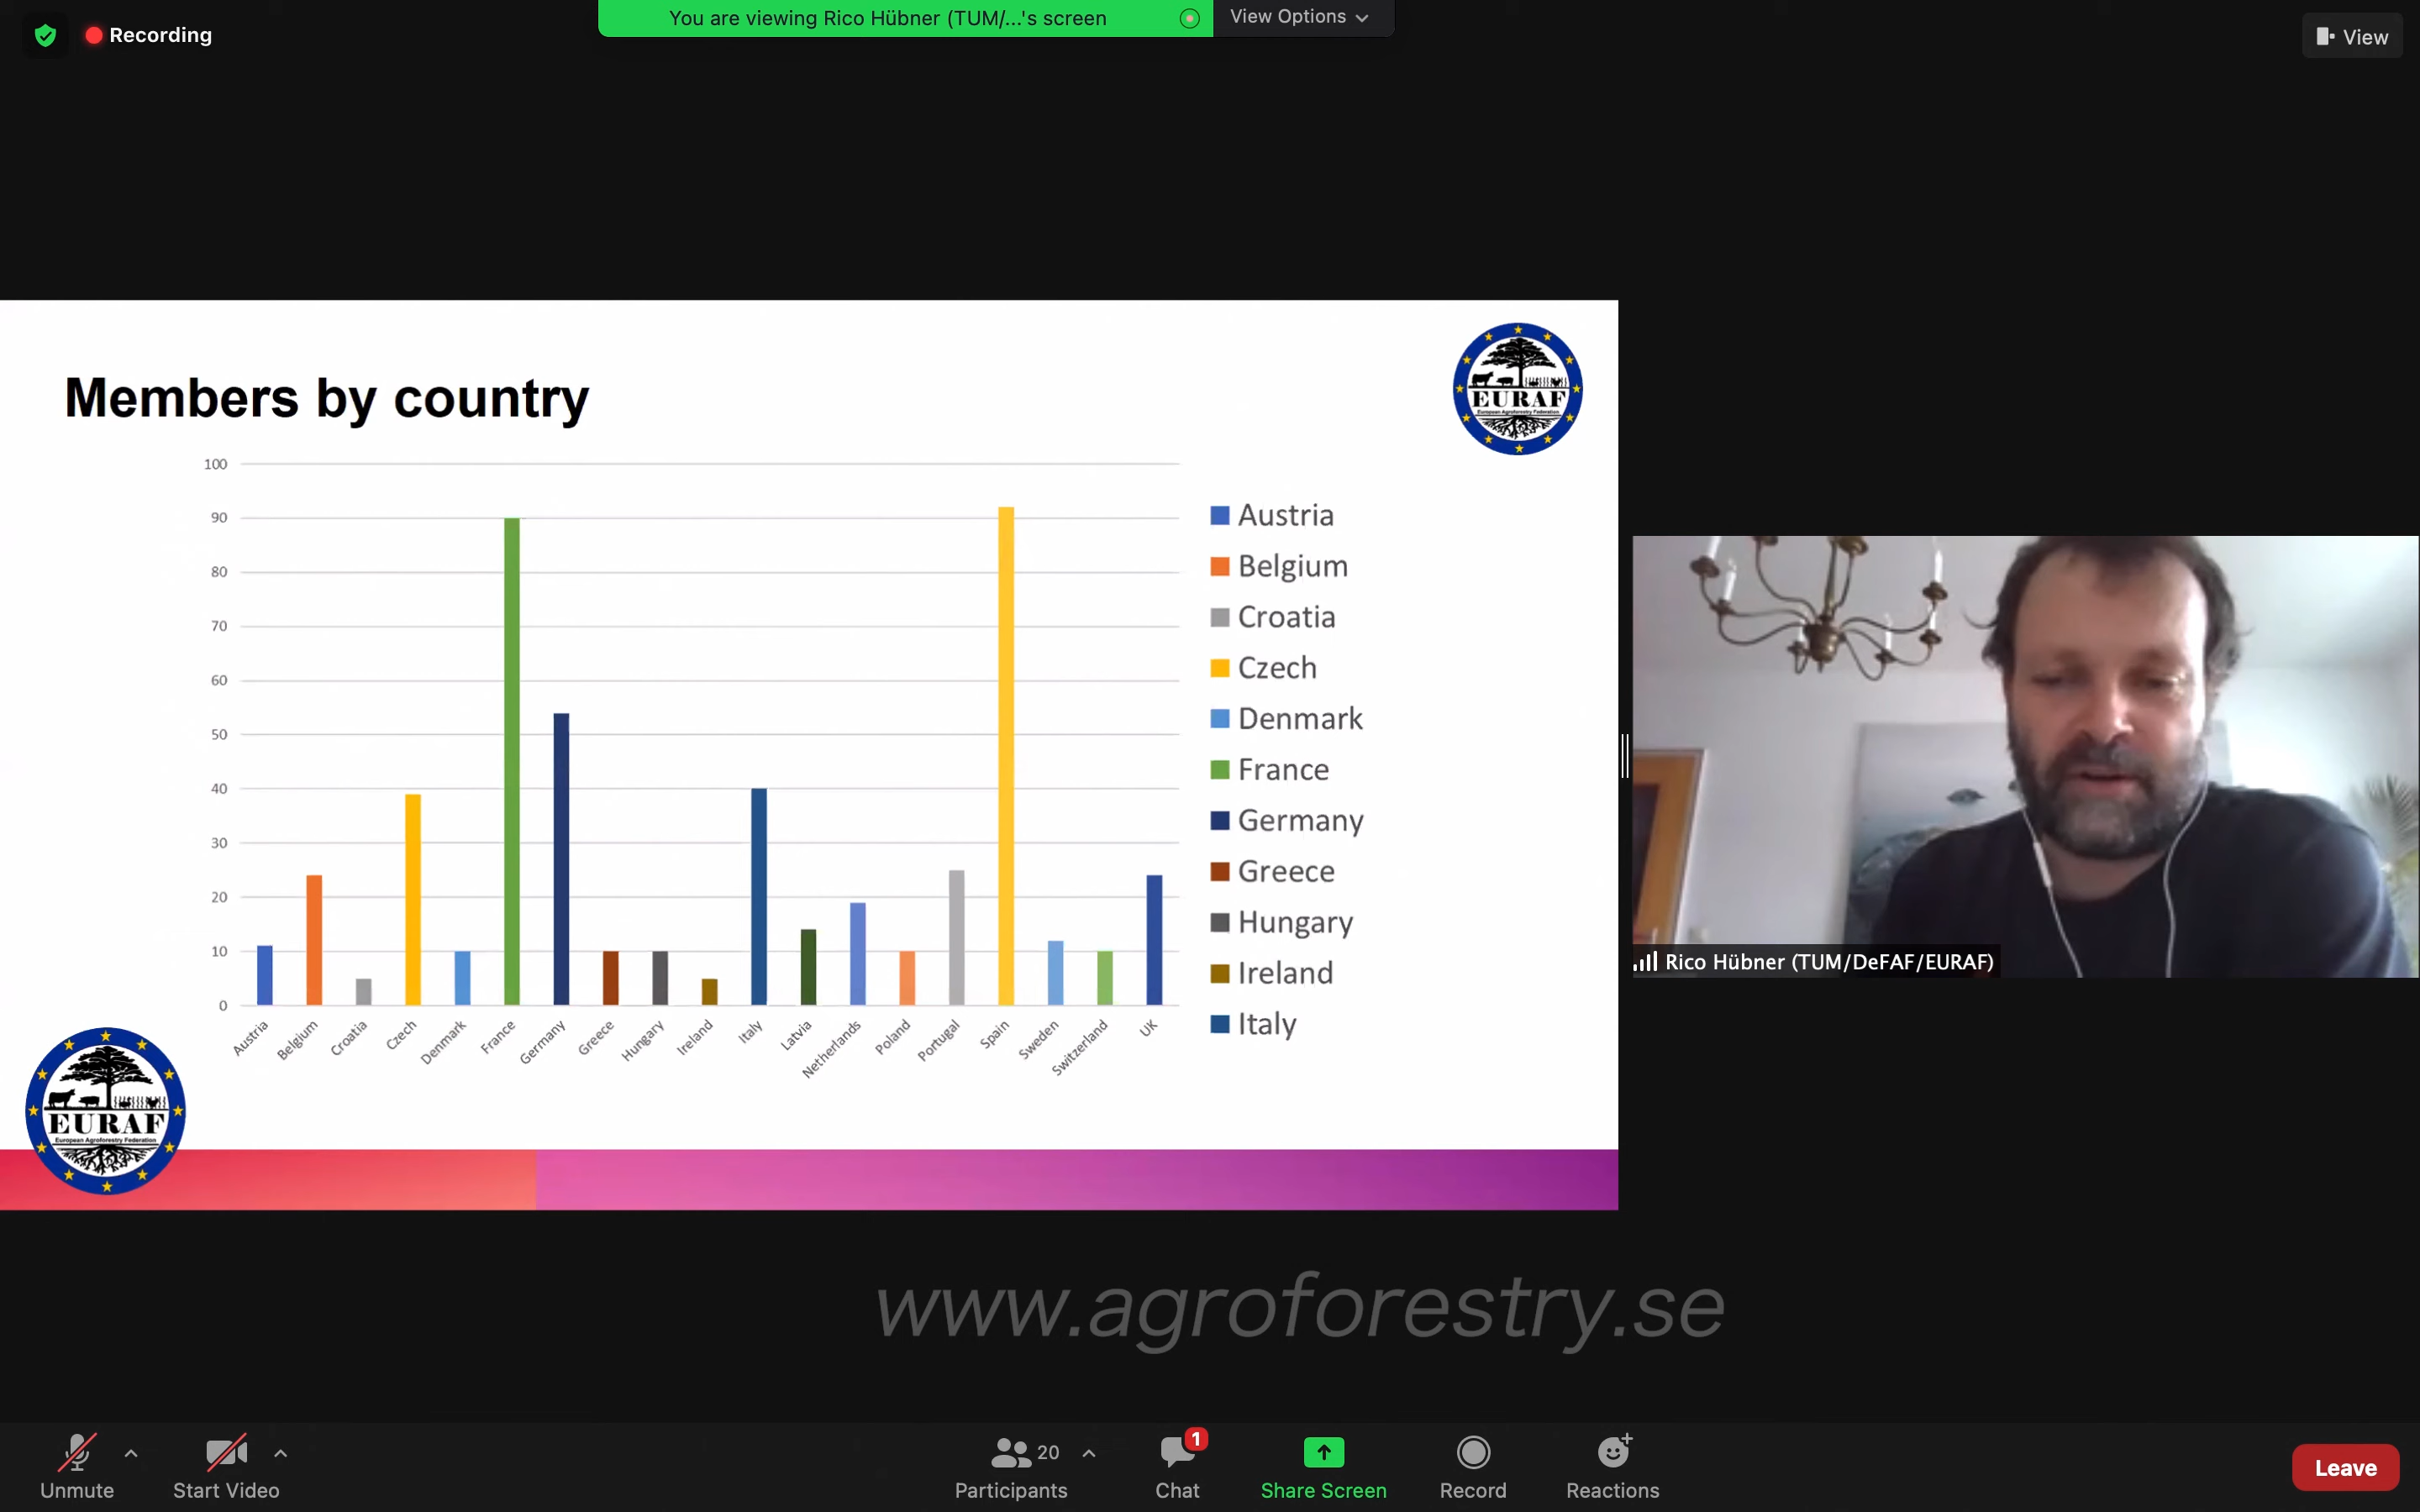 Recording
You are viewing Rico Hübner (TUM/...'s screen
View Options
View
Members by country
EURAF
European Agroforestry Federation
100
90
80
70
60
50
40
30
20
10
0
Austria
Belgium
Croatia
Czech
Denmark
France
Germany
Greece
Hungary
Ireland
Italy
Latvia
Netherlands
Poland
Portugal
Spain
Sweden
Switzerland
UK
Austria
Belgium
Croatia
Czech
Denmark
France
Germany
Greece
Hungary
Ireland
Italy
EURAF
European Agroforestry Federation
Rico Hübner (TUM/DeFAF/EURAF)
www.agroforestry.se
Unmute
Start Video
20
Participants
1
Chat
Share Screen
Record
Reactions
Leave